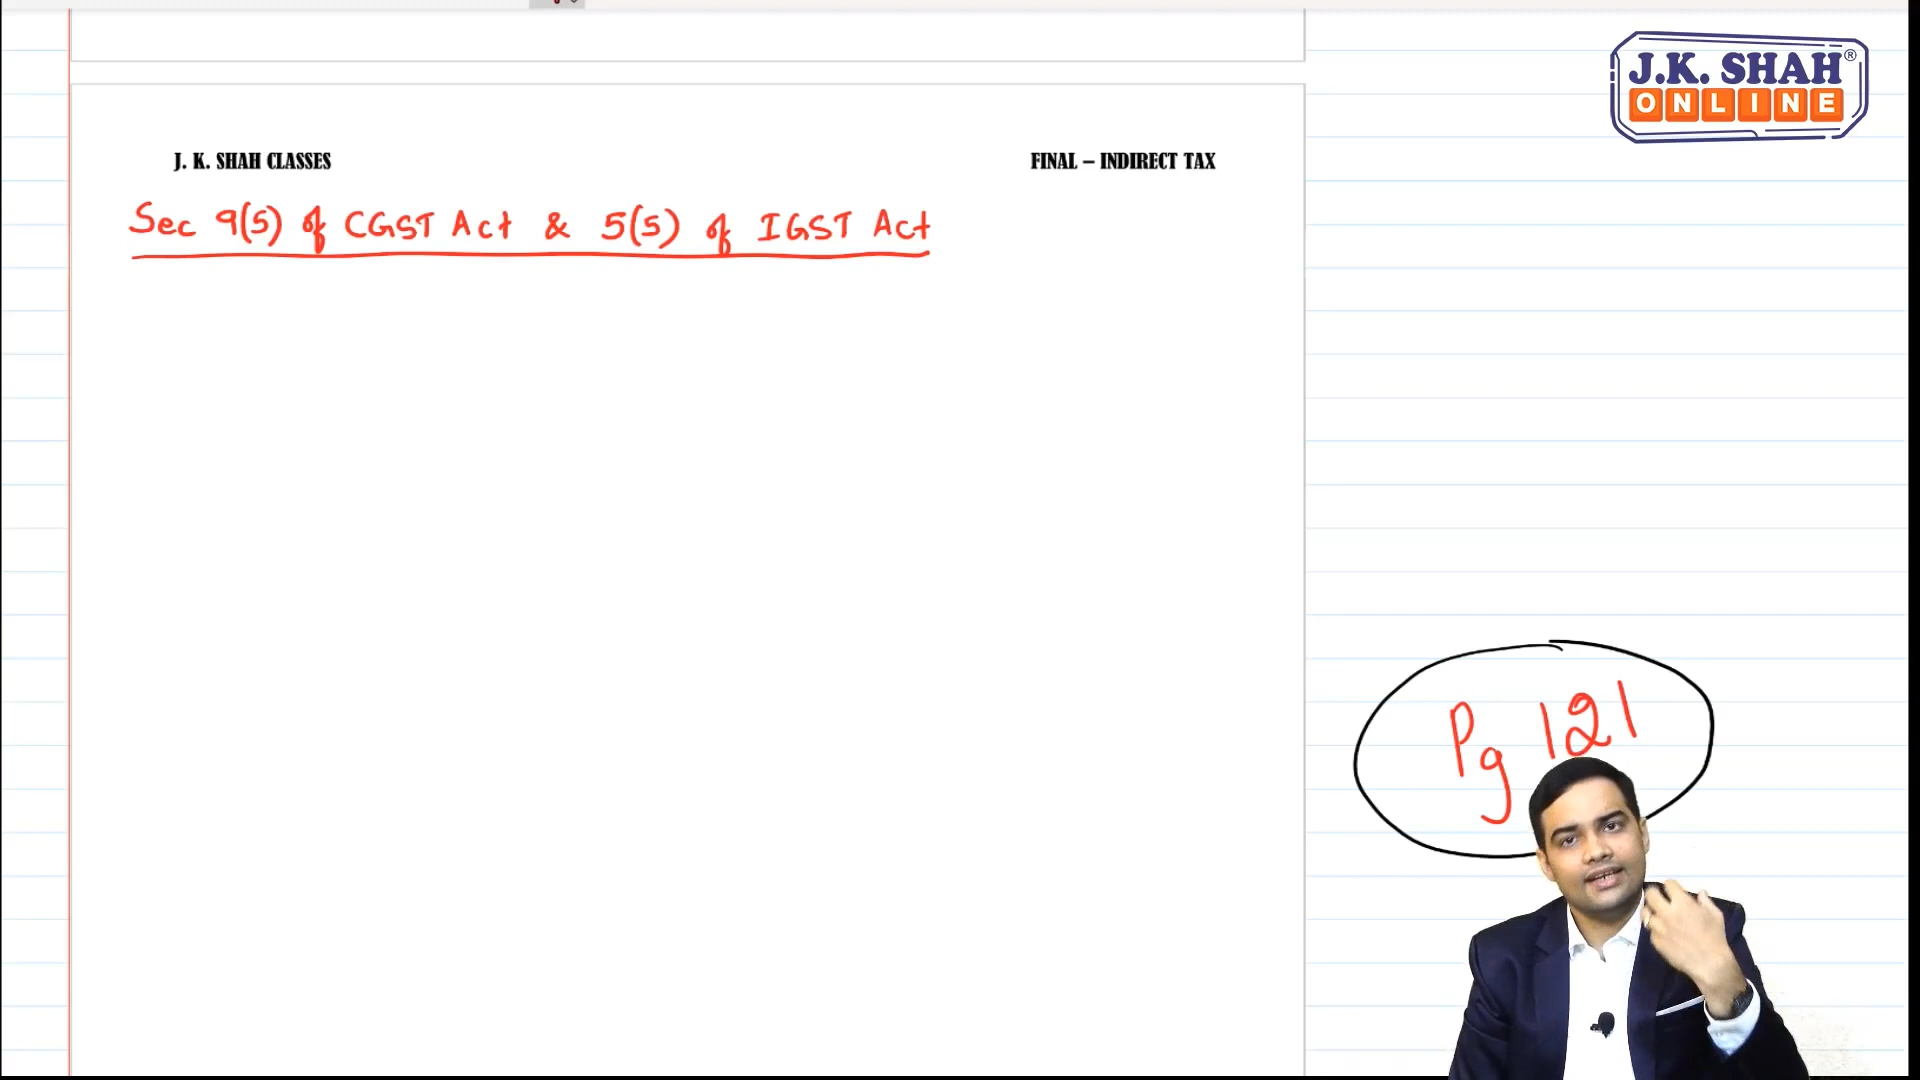 J.K. SHAH®
ONLINE
J. K. SHAH CLASSES FINAL – INDIRECT TAX
Sec 9(5) of CGST Act & 5(5) of IGST Act
Pg 121